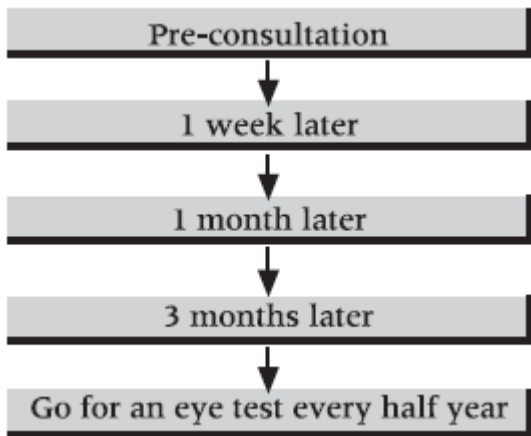 Pre-consultation
1 week later
1 month later
3 months later
Go for an eye test every half year